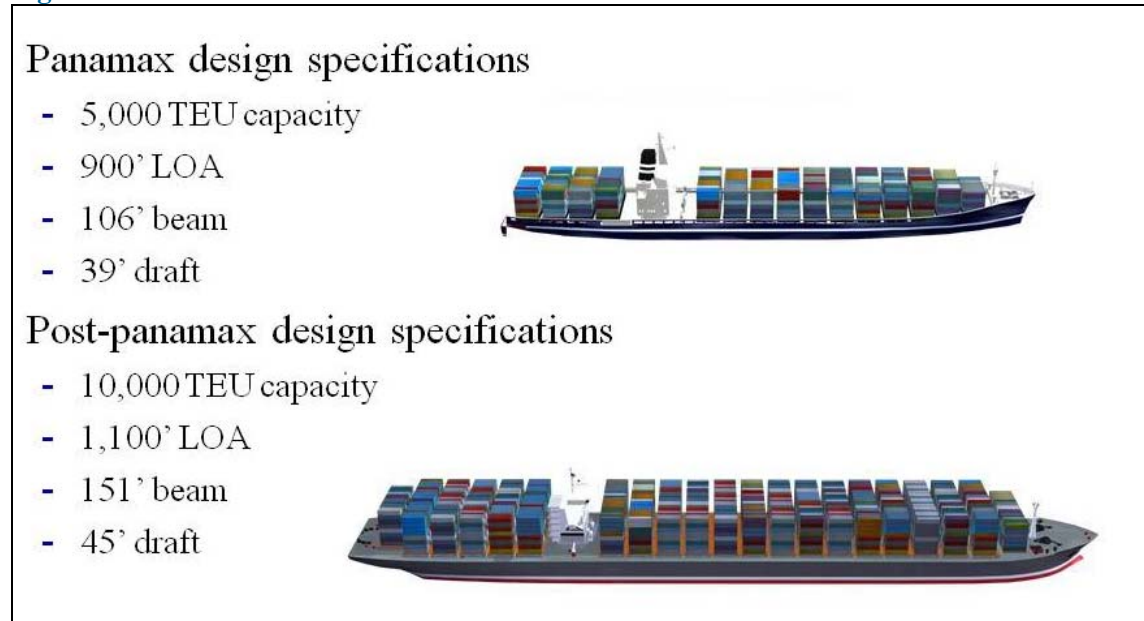 Panamax design specifications
- 5,000 TEU capacity
- 900’ LOA
- 106’ beam
- 39’ draft
Post-panamax design specifications
- 10,000 TEU capacity
- 1,100’ LOA
- 151’ beam
- 45’ draft